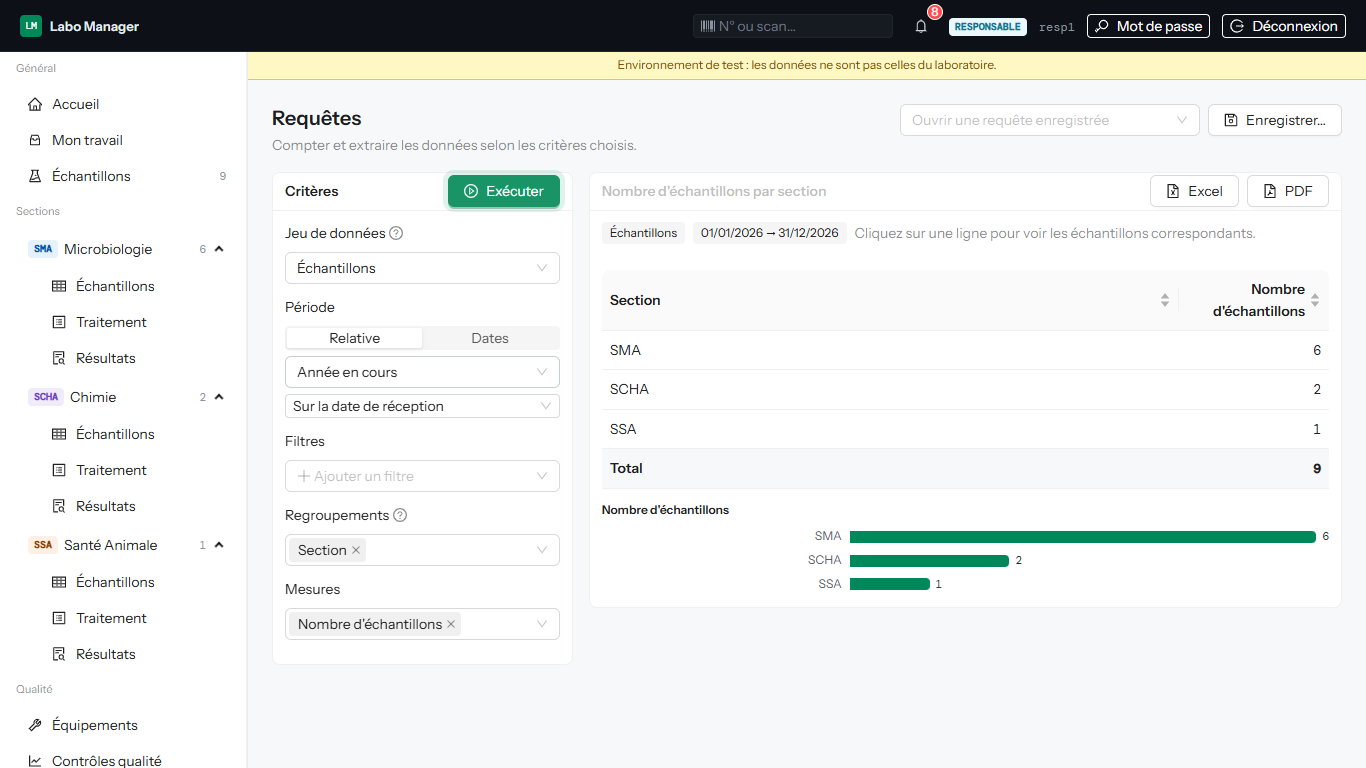 LM Labo Manager
N° ou scan...
8
RESPONSABLE
resp1
Mot de passe
Déconnexion
Environnement de test : les données ne sont pas celles du laboratoire.
Général
Accueil
Mon travail
Échantillons 9
Sections
SMA Microbiologie 6
Échantillons
Traitement
Résultats
SCHA Chimie 2
Échantillons
Traitement
Résultats
SSA Santé Animale 1
Échantillons
Traitement
Résultats
Qualité
Équipements
Contrôles qualité
Requêtes
Compter et extraire les données selon les critères choisis.
Ouvrir une requête enregistrée
Enregistrer...
Critères
Exécuter
Jeu de données ?
Échantillons
Période
Relative Dates
Année en cours
Sur la date de réception
Filtres
+ Ajouter un filtre
Regroupements ?
Section ×
Mesures
Nombre d'échantillons ×
Nombre d'échantillons par section
Excel
PDF
Échantillons 01/01/2026 → 31/12/2026 Cliquez sur une ligne pour voir les échantillons correspondants.
Section
Nombre
d'échantillons
SMA 6
SCHA 2
SSA 1
Total 9
Nombre d'échantillons
SMA 6
SCHA 2
SSA 1